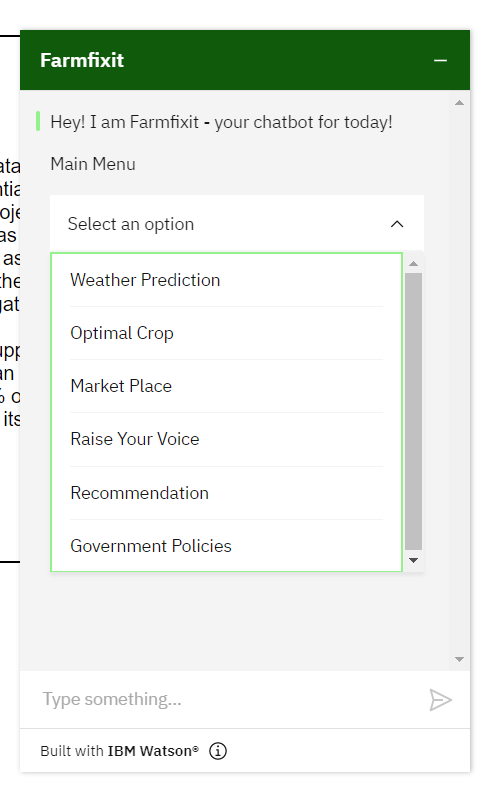 Farmfixit
Hey! I am Farmfixit - your chatbot for today!
Main Menu
Select an option
Weather Prediction
Optimal Crop
Market Place
Raise Your Voice
Recommendation
Government Policies
Type something...
Built with IBM Watson®